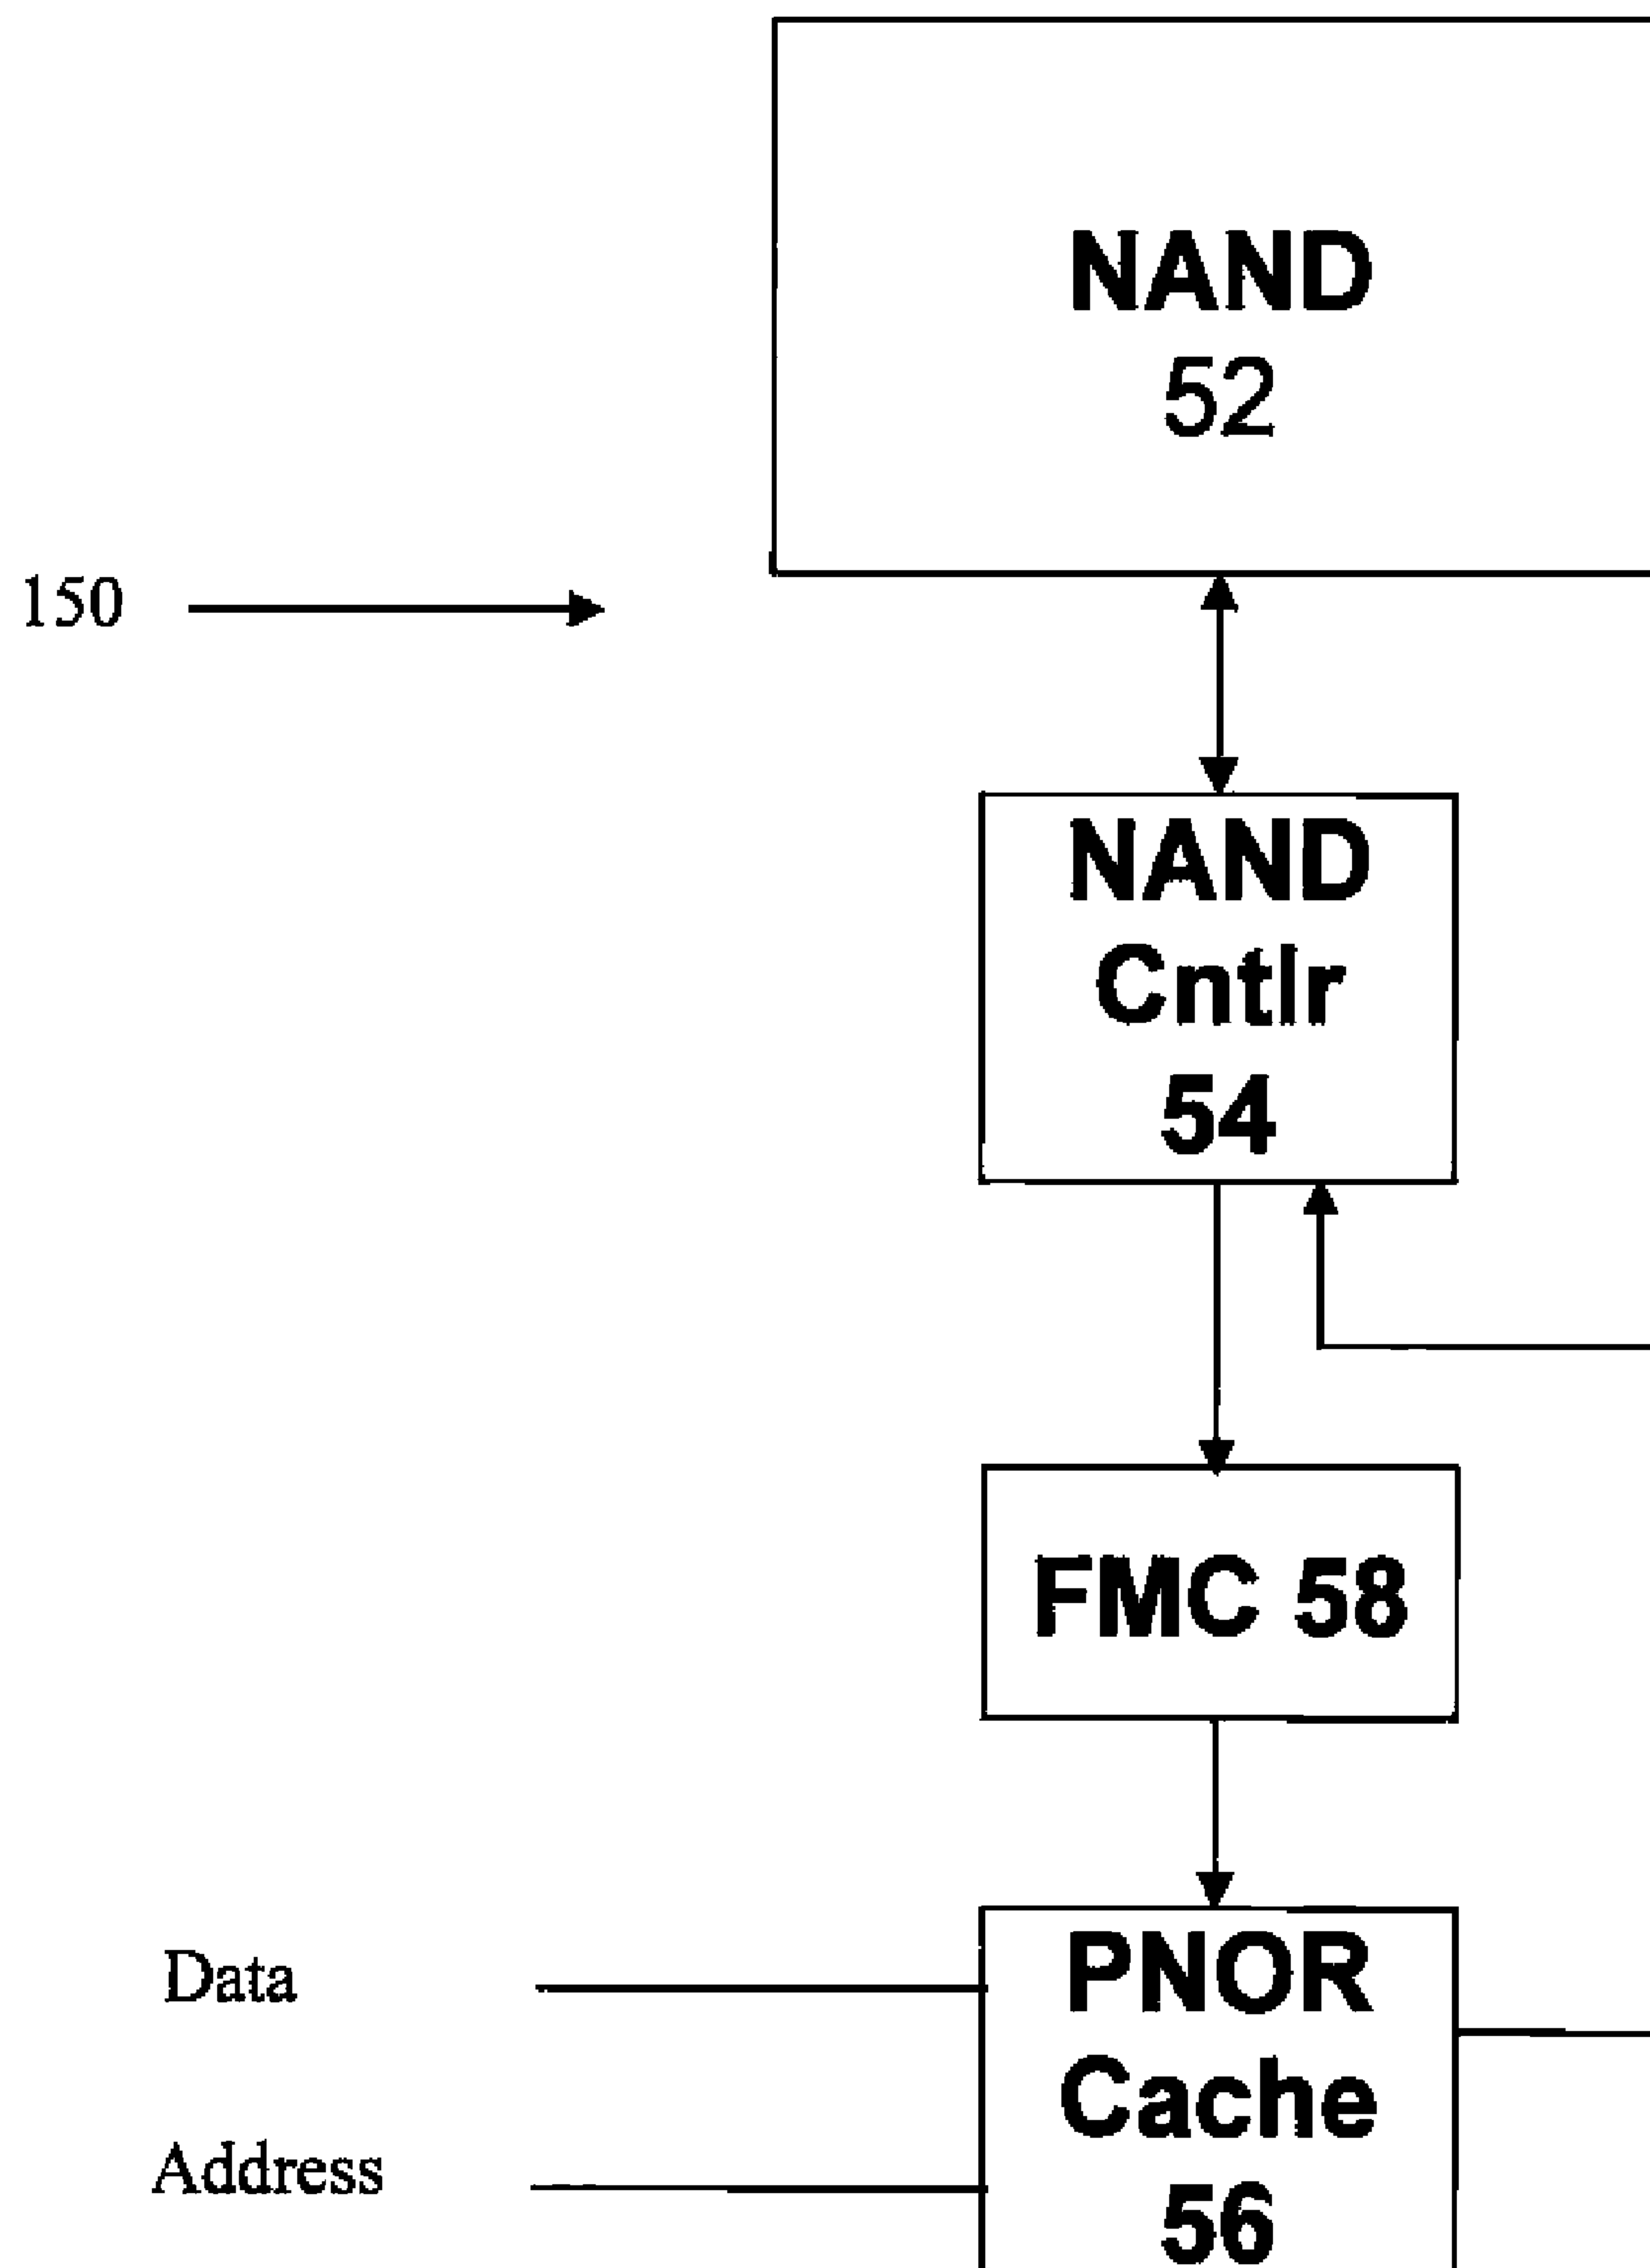 NAND
52
150
NAND
Cntlr
54
FMC 58
Data
Address
PNOR
Cache
56